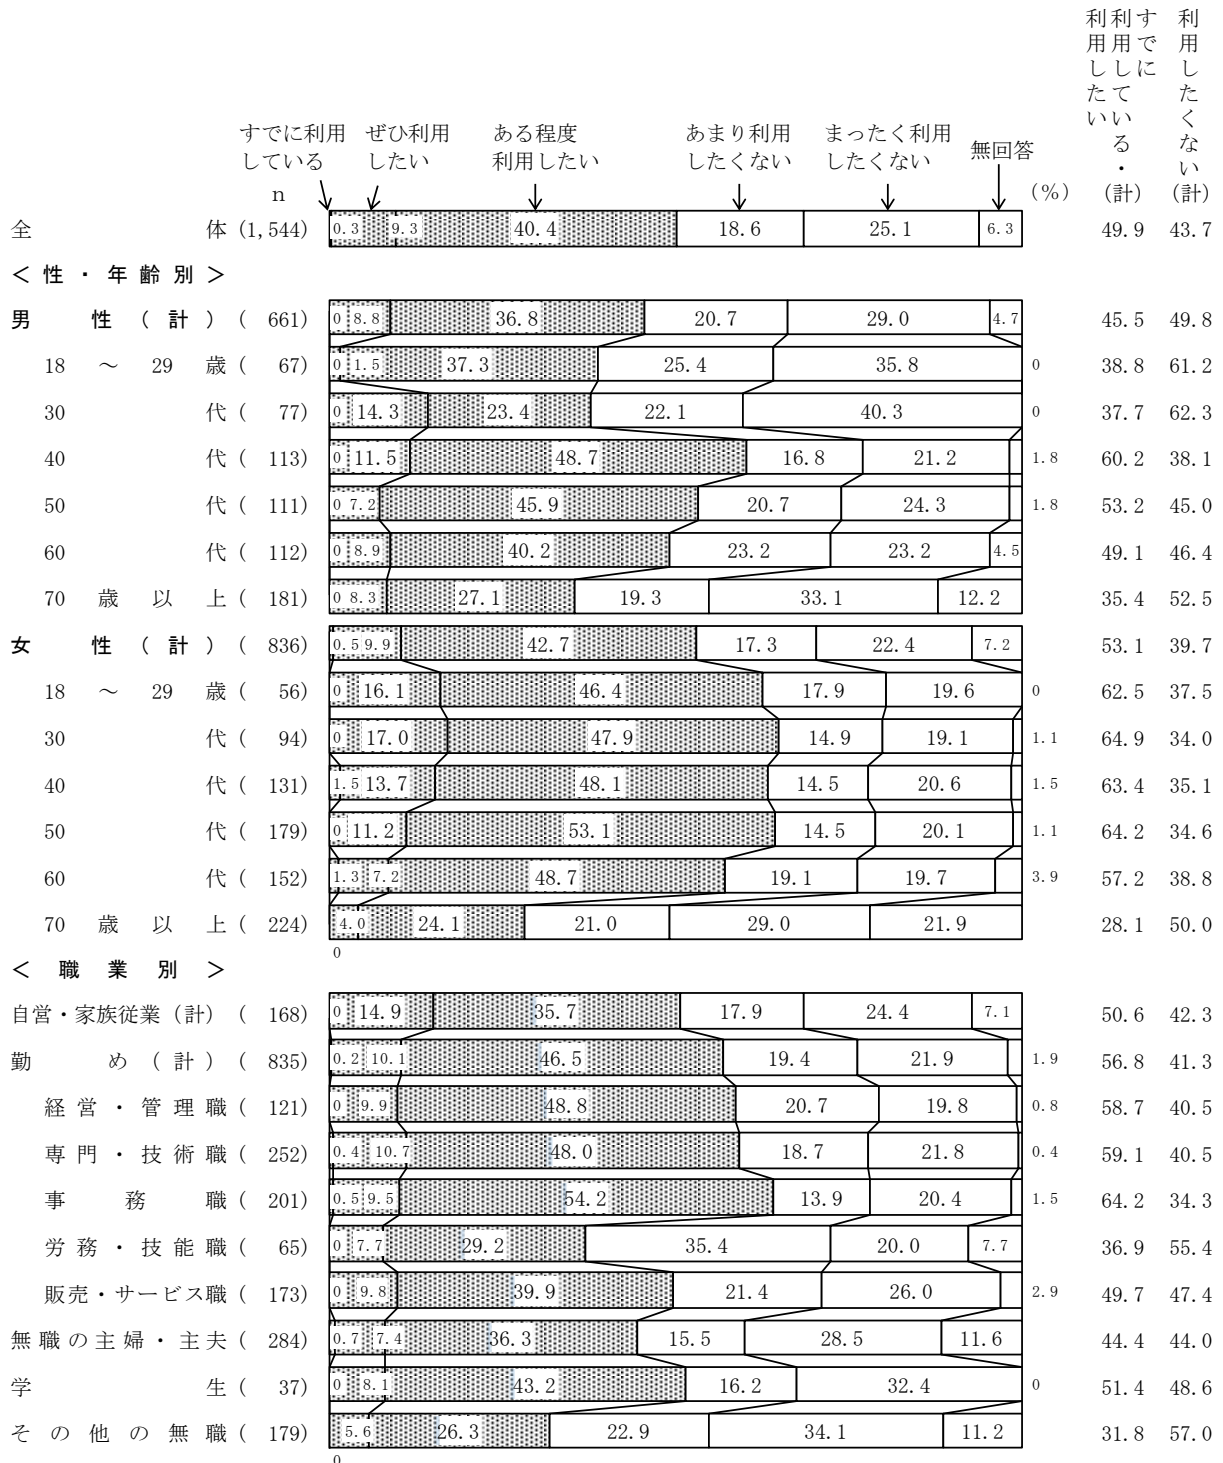 すでに利用している・利用したい(計)
利用したくない(計)
すでに利用している
ぜひ利用したい
ある程度利用したい
あまり利用したくない
まったく利用したくない
無回答
n (%)
全体 (1,544) 0.3 9.3 40.4 18.6 25.1 6.3 49.9 43.7
＜性・年齢別＞
男性(計) ( 661) 0 8.8 36.8 20.7 29.0 4.7 45.5 49.8
18～29歳 ( 67) 0 1.5 37.3 25.4 35.8 0 38.8 61.2
30代 ( 77) 0 14.3 23.4 22.1 40.3 0 37.7 62.3
40代 ( 113) 0 11.5 48.7 16.8 21.2 1.8 60.2 38.1
50代 ( 111) 0 7.2 45.9 20.7 24.3 1.8 53.2 45.0
60代 ( 112) 0 8.9 40.2 23.2 23.2 4.5 49.1 46.4
70歳以上 ( 181) 0 8.3 27.1 19.3 33.1 12.2 35.4 52.5
女性(計) ( 836) 0.5 9.9 42.7 17.3 22.4 7.2 53.1 39.7
18～29歳 ( 56) 0 16.1 46.4 17.9 19.6 0 62.5 37.5
30代 ( 94) 0 17.0 47.9 14.9 19.1 1.1 64.9 34.0
40代 ( 131) 1.5 13.7 48.1 14.5 20.6 1.5 63.4 35.1
50代 ( 179) 0 11.2 53.1 14.5 20.1 1.1 64.2 34.6
60代 ( 152) 1.3 7.2 48.7 19.1 19.7 3.9 57.2 38.8
70歳以上 ( 224) 4.0 24.1 21.0 29.0 21.9 28.1 50.0
0
＜職業別＞
自営・家族従業(計) ( 168) 0 14.9 35.7 17.9 24.4 7.1 50.6 42.3
勤め(計) ( 835) 0.2 10.1 46.5 19.4 21.9 1.9 56.8 41.3
経営・管理職 ( 121) 0 9.9 48.8 20.7 19.8 0.8 58.7 40.5
専門・技術職 ( 252) 0.4 10.7 48.0 18.7 21.8 0.4 59.1 40.5
事務職 ( 201) 0.5 9.5 54.2 13.9 20.4 1.5 64.2 34.3
労務・技能職 ( 65) 0 7.7 29.2 35.4 20.0 7.7 36.9 55.4
販売・サービス職 ( 173) 0 9.8 39.9 21.4 26.0 2.9 49.7 47.4
無職の主婦・主夫 ( 284) 0.7 7.4 36.3 15.5 28.5 11.6 44.4 44.0
学生 ( 37) 0 8.1 43.2 16.2 32.4 0 51.4 48.6
その他の無職 ( 179) 5.6 26.3 22.9 34.1 11.2 31.8 57.0
0